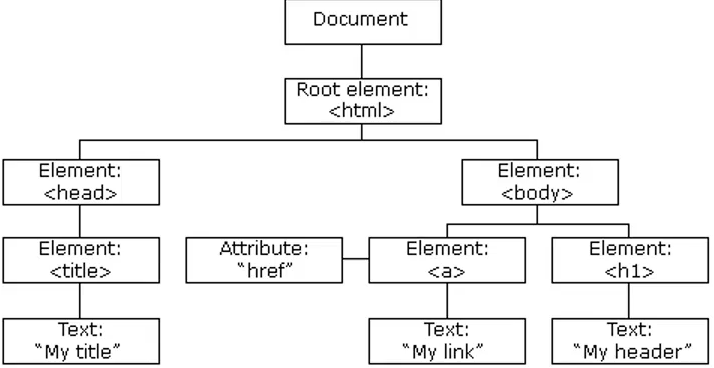 Document
Root element:
<html>
Element:
<head>
Element:
<body>
Element:
<title>
Attribute:
“href”
Element:
<a>
Element:
<h1>
Text:
“My title”
Text:
“My link”
Text:
“My header”